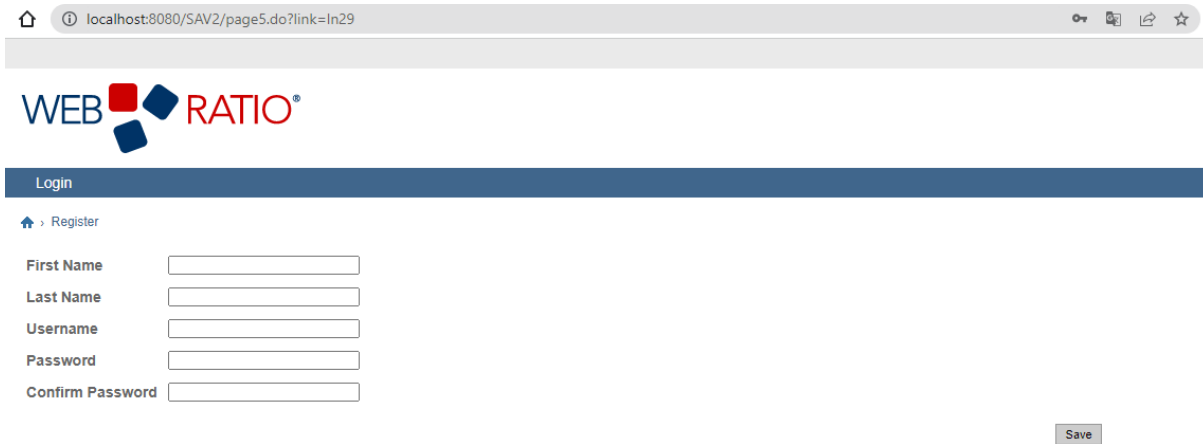 localhost:8080/SAV2/page5.do?link=ln29
WEB RATIO®
Login
› Register
First Name
Last Name
Username
Password
Confirm Password
Save